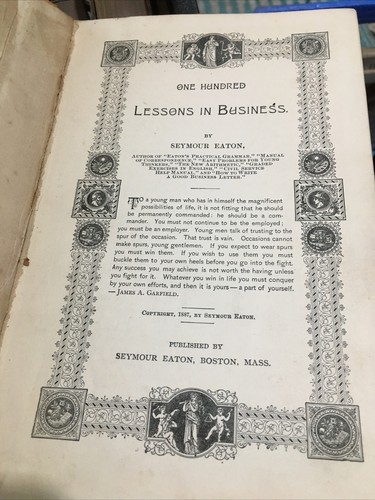 ONE HUNDRED
LESSONS IN BUSINESS.
BY
SEYMOUR EATON,
AUTHOR OF "EATON'S PRACTICAL GRAMMAR," "MANUAL
OF CORRESPONDENCE," "EASY PROBLEMS FOR YOUNG
THINKERS," "THE NEW ARITHMETIC," "GRADED
EXERCISES IN ENGLISH," "CIVIL SERVICE
HELP MANUAL," AND "HOW TO WRITE
A GOOD BUSINESS LETTER."
To a young man who has in himself the magnificent
possibilities of life, it is not fitting that he should
be permanently commanded: he should be a com-
mander. You must not continue to be the employed;
you must be an employer. Young men talk of trusting to the
spur of the occasion. That trust is vain. Occasions cannot
make spurs, young gentlemen. If you expect to wear spurs
you must win them. If you wish to use them you must
buckle them to your own heels before you go into the fight.
Any success you may achieve is not worth the having unless
you fight for it. Whatever you win in life you must conquer
by your own efforts, and then it is yours — a part of yourself.
— JAMES A. GARFIELD.
COPYRIGHT, 1887, BY SEYMOUR EATON.
PUBLISHED BY
SEYMOUR EATON, BOSTON, MASS.